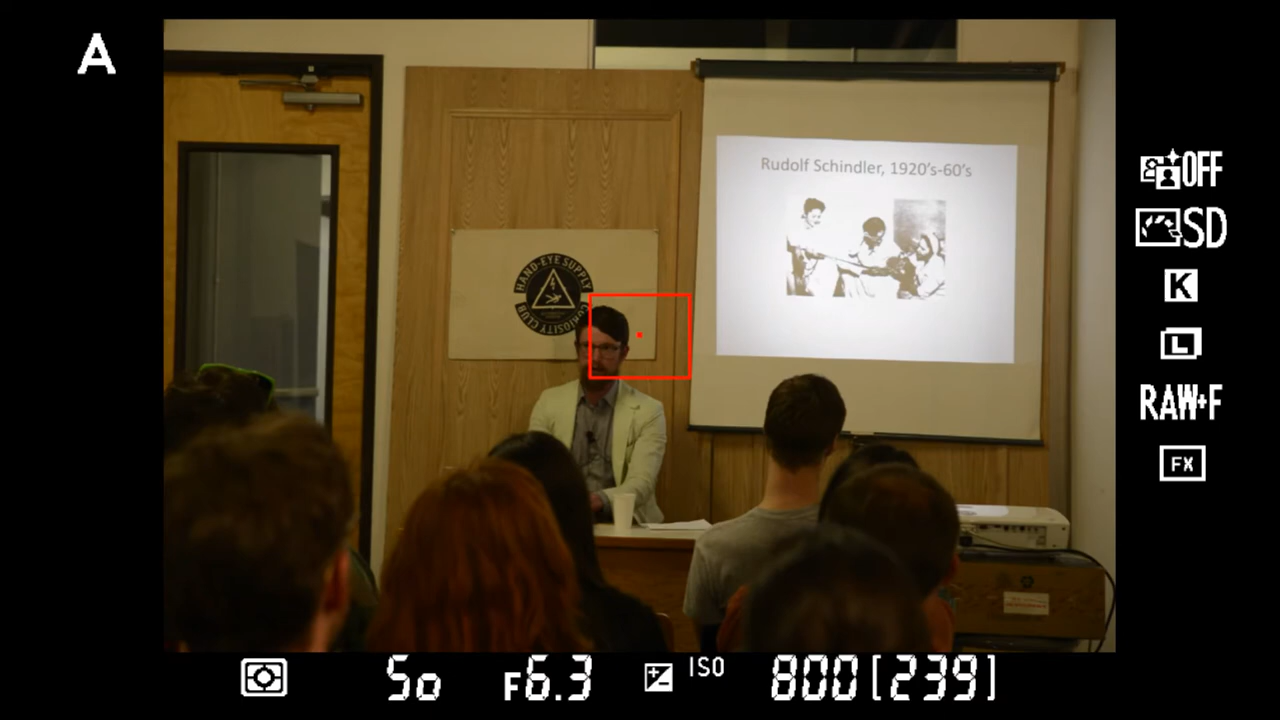 A
Rudolf Schindler, 1920's-60's
HAND-EYE SUPPLY
CURIOSITY CLUB
OFF
SD
K
L
RAW+F
FX
50 F6.3 ISO 800[239]